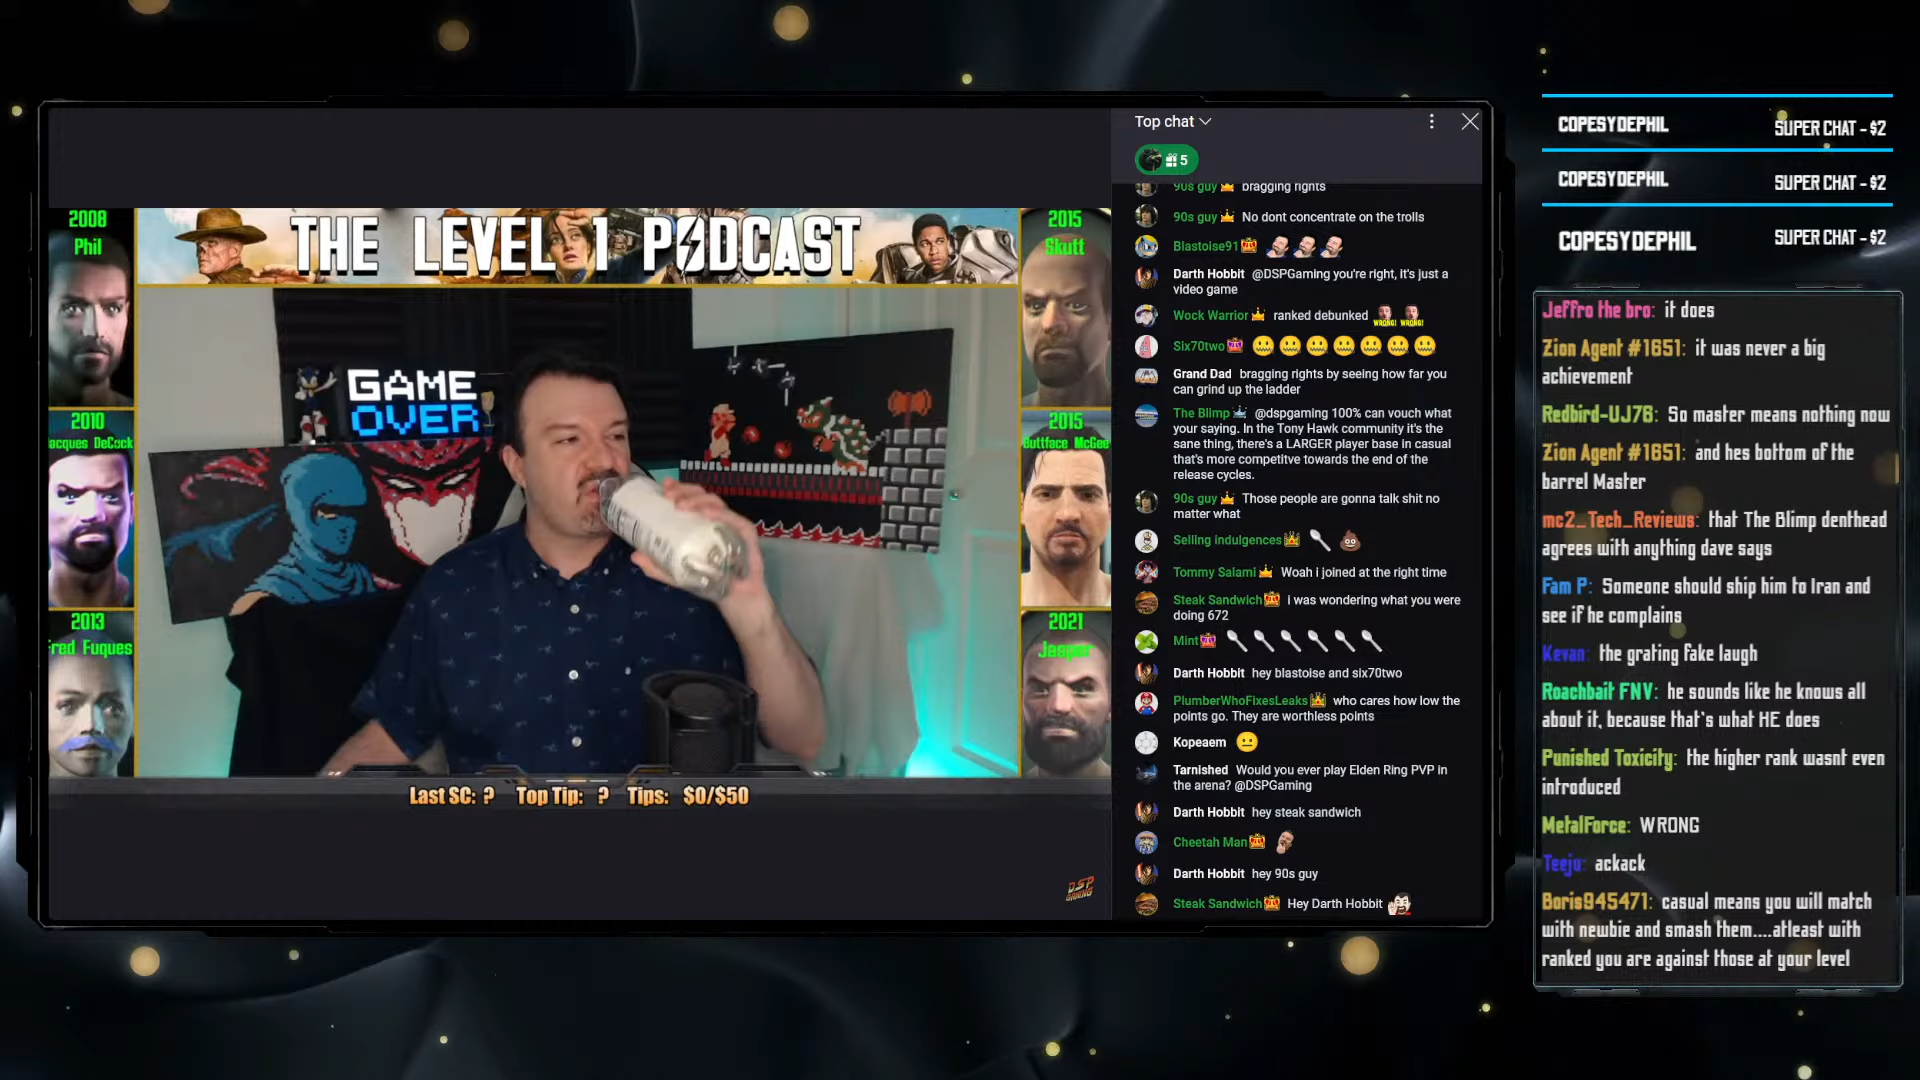 2008
Phil
2010
acques DeCock
2013
red Fuques
THE LEVEL 1 PODCAST
GAME
OVER
2015
Skutt
2015
Buttface McGee
2021
Jasper
Last SC: ? Top Tip: ? Tips: $0/$50
DSP
GAMING
Top chat
5
90s guy bragging rights
90s guy No dont concentrate on the trolls
Blastoise91
Darth Hobbit @DSPGaming you're right, it's just a
video game
Wock Warrior ranked debunked WRONG! WRONG!
Six70two
Grand Dad bragging rights by seeing how far you
can grind up the ladder
The Blimp @dspgaming 100% can vouch what
your saying. In the Tony Hawk community it's the
sane thing, there's a LARGER player base in casual
that's more competitve towards the end of the
release cycles.
90s guy Those people are gonna talk shit no
matter what
Selling indulgences
Tommy Salami Woah i joined at the right time
Steak Sandwich i was wondering what you were
doing 672
Mint
Darth Hobbit hey blastoise and six70two
PlumberWhoFixesLeaks who cares how low the
points go. They are worthless points
Kopeaem
Tarnished Would you ever play Elden Ring PVP in
the arena? @DSPGaming
Darth Hobbit hey steak sandwich
Cheetah Man
Darth Hobbit hey 90s guy
Steak Sandwich Hey Darth Hobbit
COPESYDEPHIL SUPER CHAT - $2
COPESYDEPHIL SUPER CHAT - $2
COPESYDEPHIL SUPER CHAT - $2
Jeffro the bro: it does
Zion Agent #1651: it was never a big
achievement
Redbird-UJ76: So master means nothing now
Zion Agent #1651: and hes bottom of the
barrel Master
mc2_Tech_Reviews: that The Blimp denthead
agrees with anything dave says
Fam P: Someone should ship him to Iran and
see if he complains
Kevan: the grating fake laugh
Roachbait FNV: he sounds like he knows all
about it, because that's what HE does
Punished Toxicity: the higher rank wasnt even
introduced
MetalForce: WRONG
Teeju: ackack
Boris945471: casual means you will match
with newbie and smash them....atleast with
ranked you are against those at your level